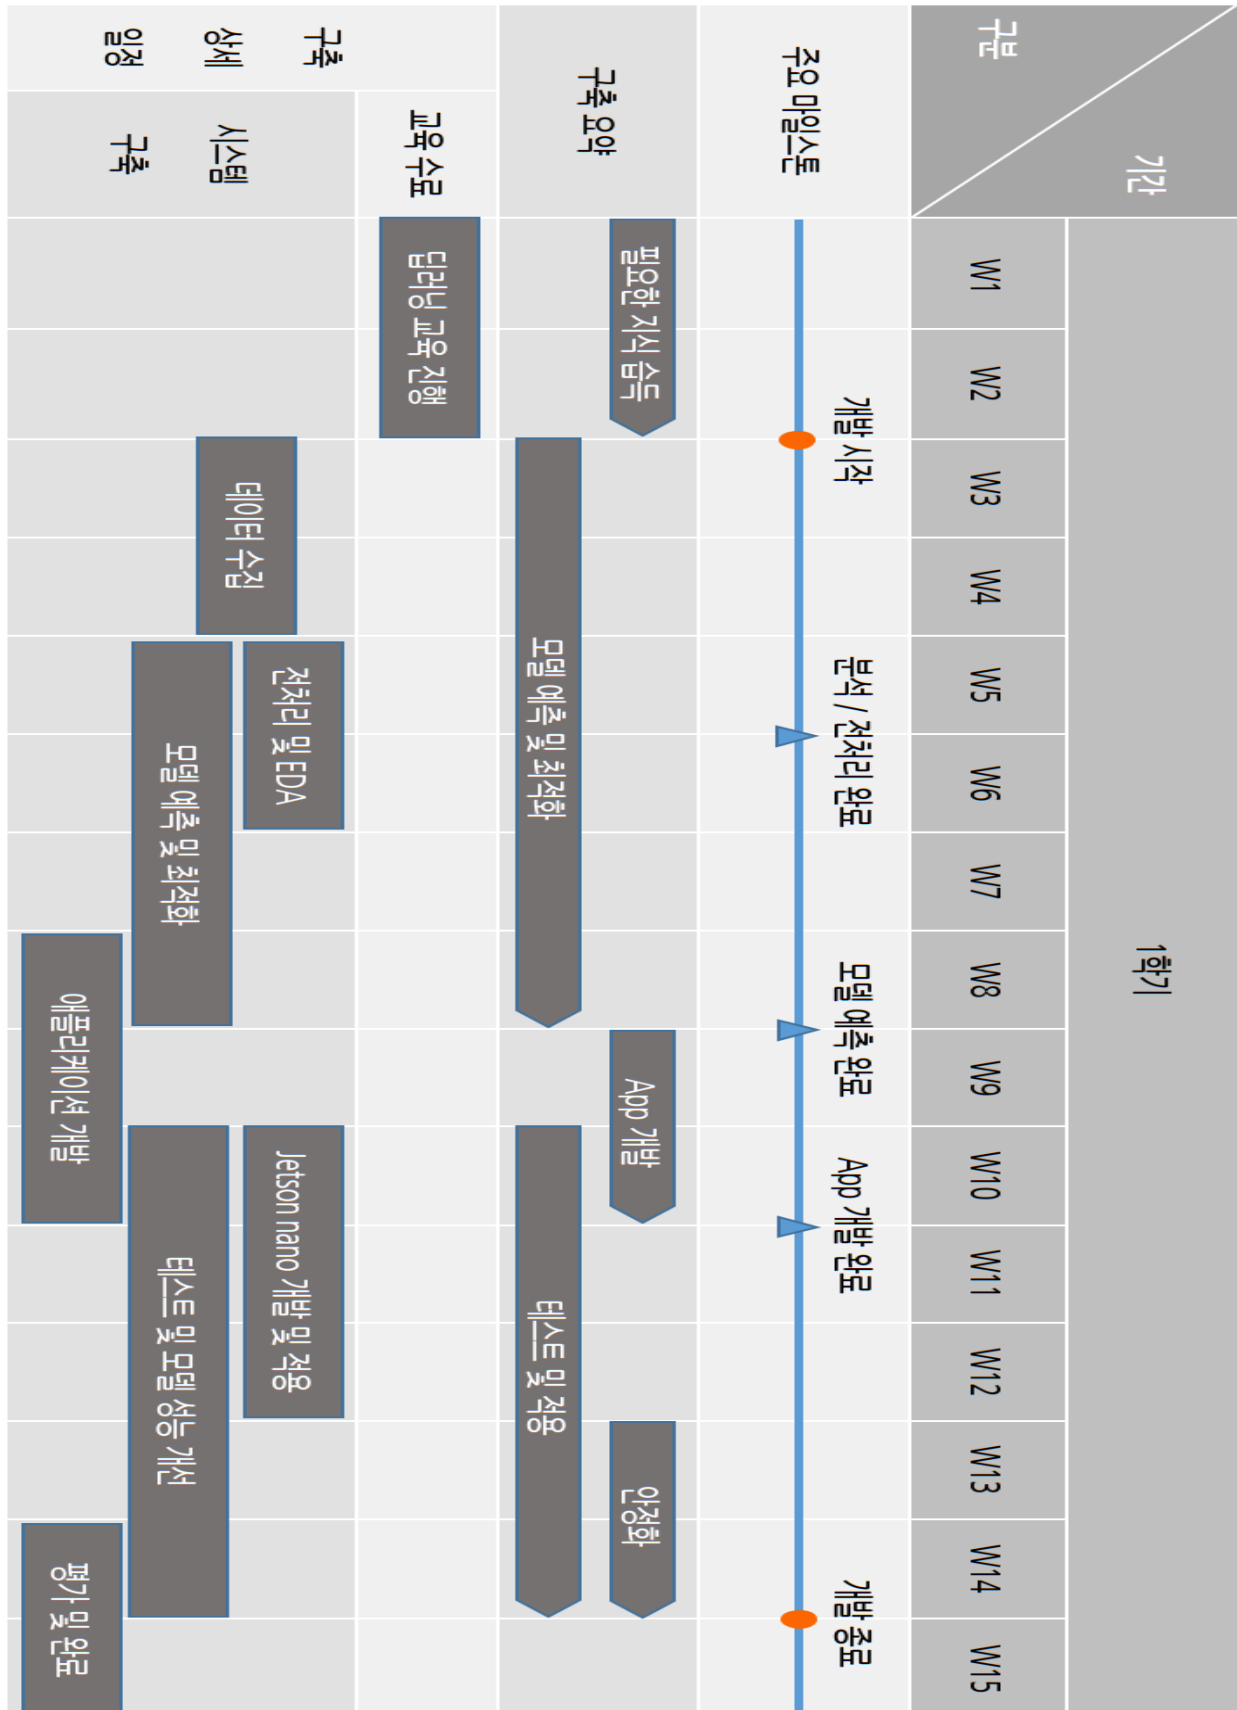 구분
기간
1학기
W1
W2
W3
W4
W5
W6
W7
W8
W9
W10
W11
W12
W13
W14
W15
주요 마일스톤
개발 시작
분석 / 전처리 완료
모델 예측 완료
App 개발 완료
개발 종료
구축 요약
필요한 지식 습득
App 개발
안정화
모델 예측 및 최적화
테스트 및 적용
구축
상세
일정
교육 수료
딥러닝 교육 진행
시스템
구축
전처리 및 EDA
Jetson nano 개발 및 적용
데이터 수집
모델 예측 및 최적화
테스트 및 모델 성능 개선
애플리케이션 개발
평가 및 완료